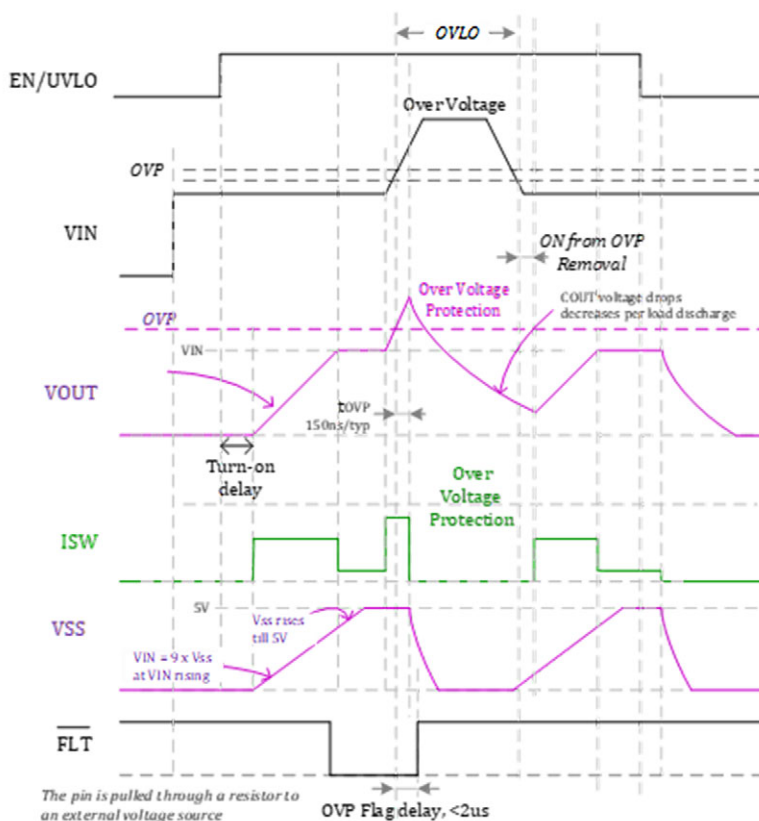 OVLO
EN/UVLO
Over Voltage
OVP
VIN
ON from OVP
Removal
Over Voltage
Protection
COUT voltage drops
decreases per load discharge
OVP
VIN
VOUT
tOVP
150ns/typ
Turn-on
delay
Over
Voltage
Protection
ISW
5V
Vss rises
till 5V
VSS
VIN = 9 x Vss
at VIN rising
FLT
The pin is pulled through a resistor to
an external voltage source
OVP Flag delay, <2us